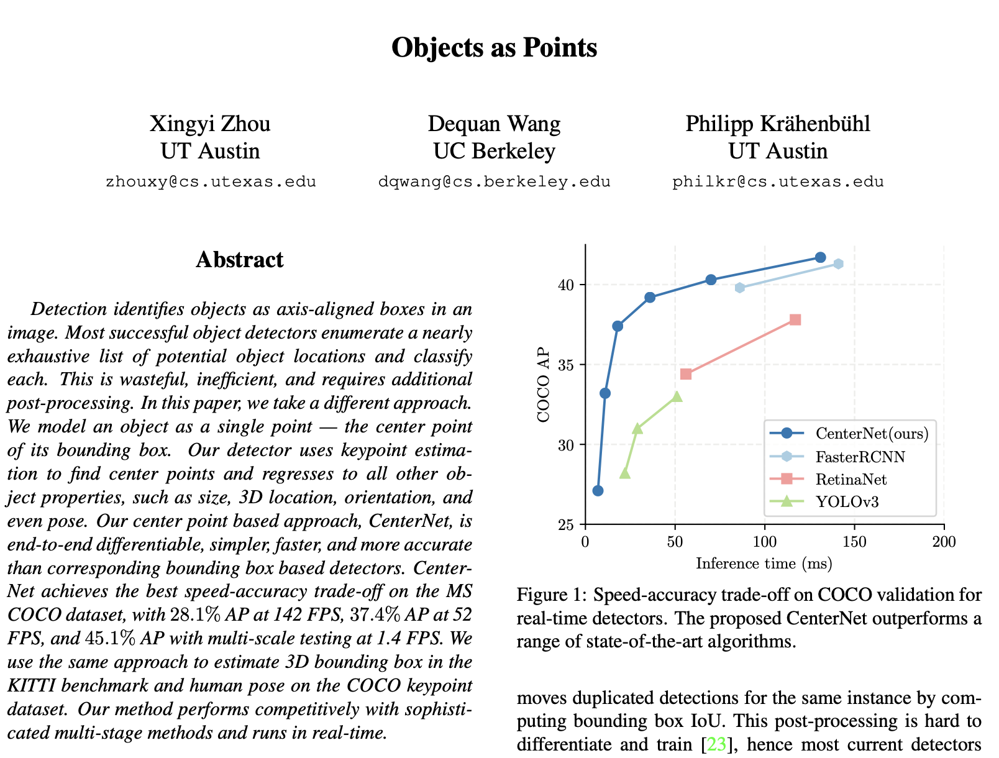 Objects as Points
Xingyi Zhou
UT Austin
zhouxy@cs.utexas.edu
Dequan Wang
UC Berkeley
dqwang@cs.berkeley.edu
Philipp Krähenbühl
UT Austin
philkr@cs.utexas.edu
Abstract
Detection identifies objects as axis-aligned boxes in an
image. Most successful object detectors enumerate a nearly
exhaustive list of potential object locations and classify
each. This is wasteful, inefficient, and requires additional
post-processing. In this paper, we take a different approach.
We model an object as a single point — the center point
of its bounding box. Our detector uses keypoint estima-
tion to find center points and regresses to all other ob-
ject properties, such as size, 3D location, orientation, and
even pose. Our center point based approach, CenterNet, is
end-to-end differentiable, simpler, faster, and more accurate
than corresponding bounding box based detectors. Center-
Net achieves the best speed-accuracy trade-off on the MS
COCO dataset, with 28.1% AP at 142 FPS, 37.4% AP at 52
FPS, and 45.1% AP with multi-scale testing at 1.4 FPS. We
use the same approach to estimate 3D bounding box in the
KITTI benchmark and human pose on the COCO keypoint
dataset. Our method performs competitively with sophisti-
cated multi-stage methods and runs in real-time.
COCO AP
40
35
30
25
0 50 100 150 200
Inference time (ms)
CenterNet(ours)
FasterRCNN
RetinaNet
YOLOv3
Figure 1: Speed-accuracy trade-off on COCO validation for
real-time detectors. The proposed CenterNet outperforms a
range of state-of-the-art algorithms.
moves duplicated detections for the same instance by com-
puting bounding box IoU. This post-processing is hard to
differentiate and train [23], hence most current detectors